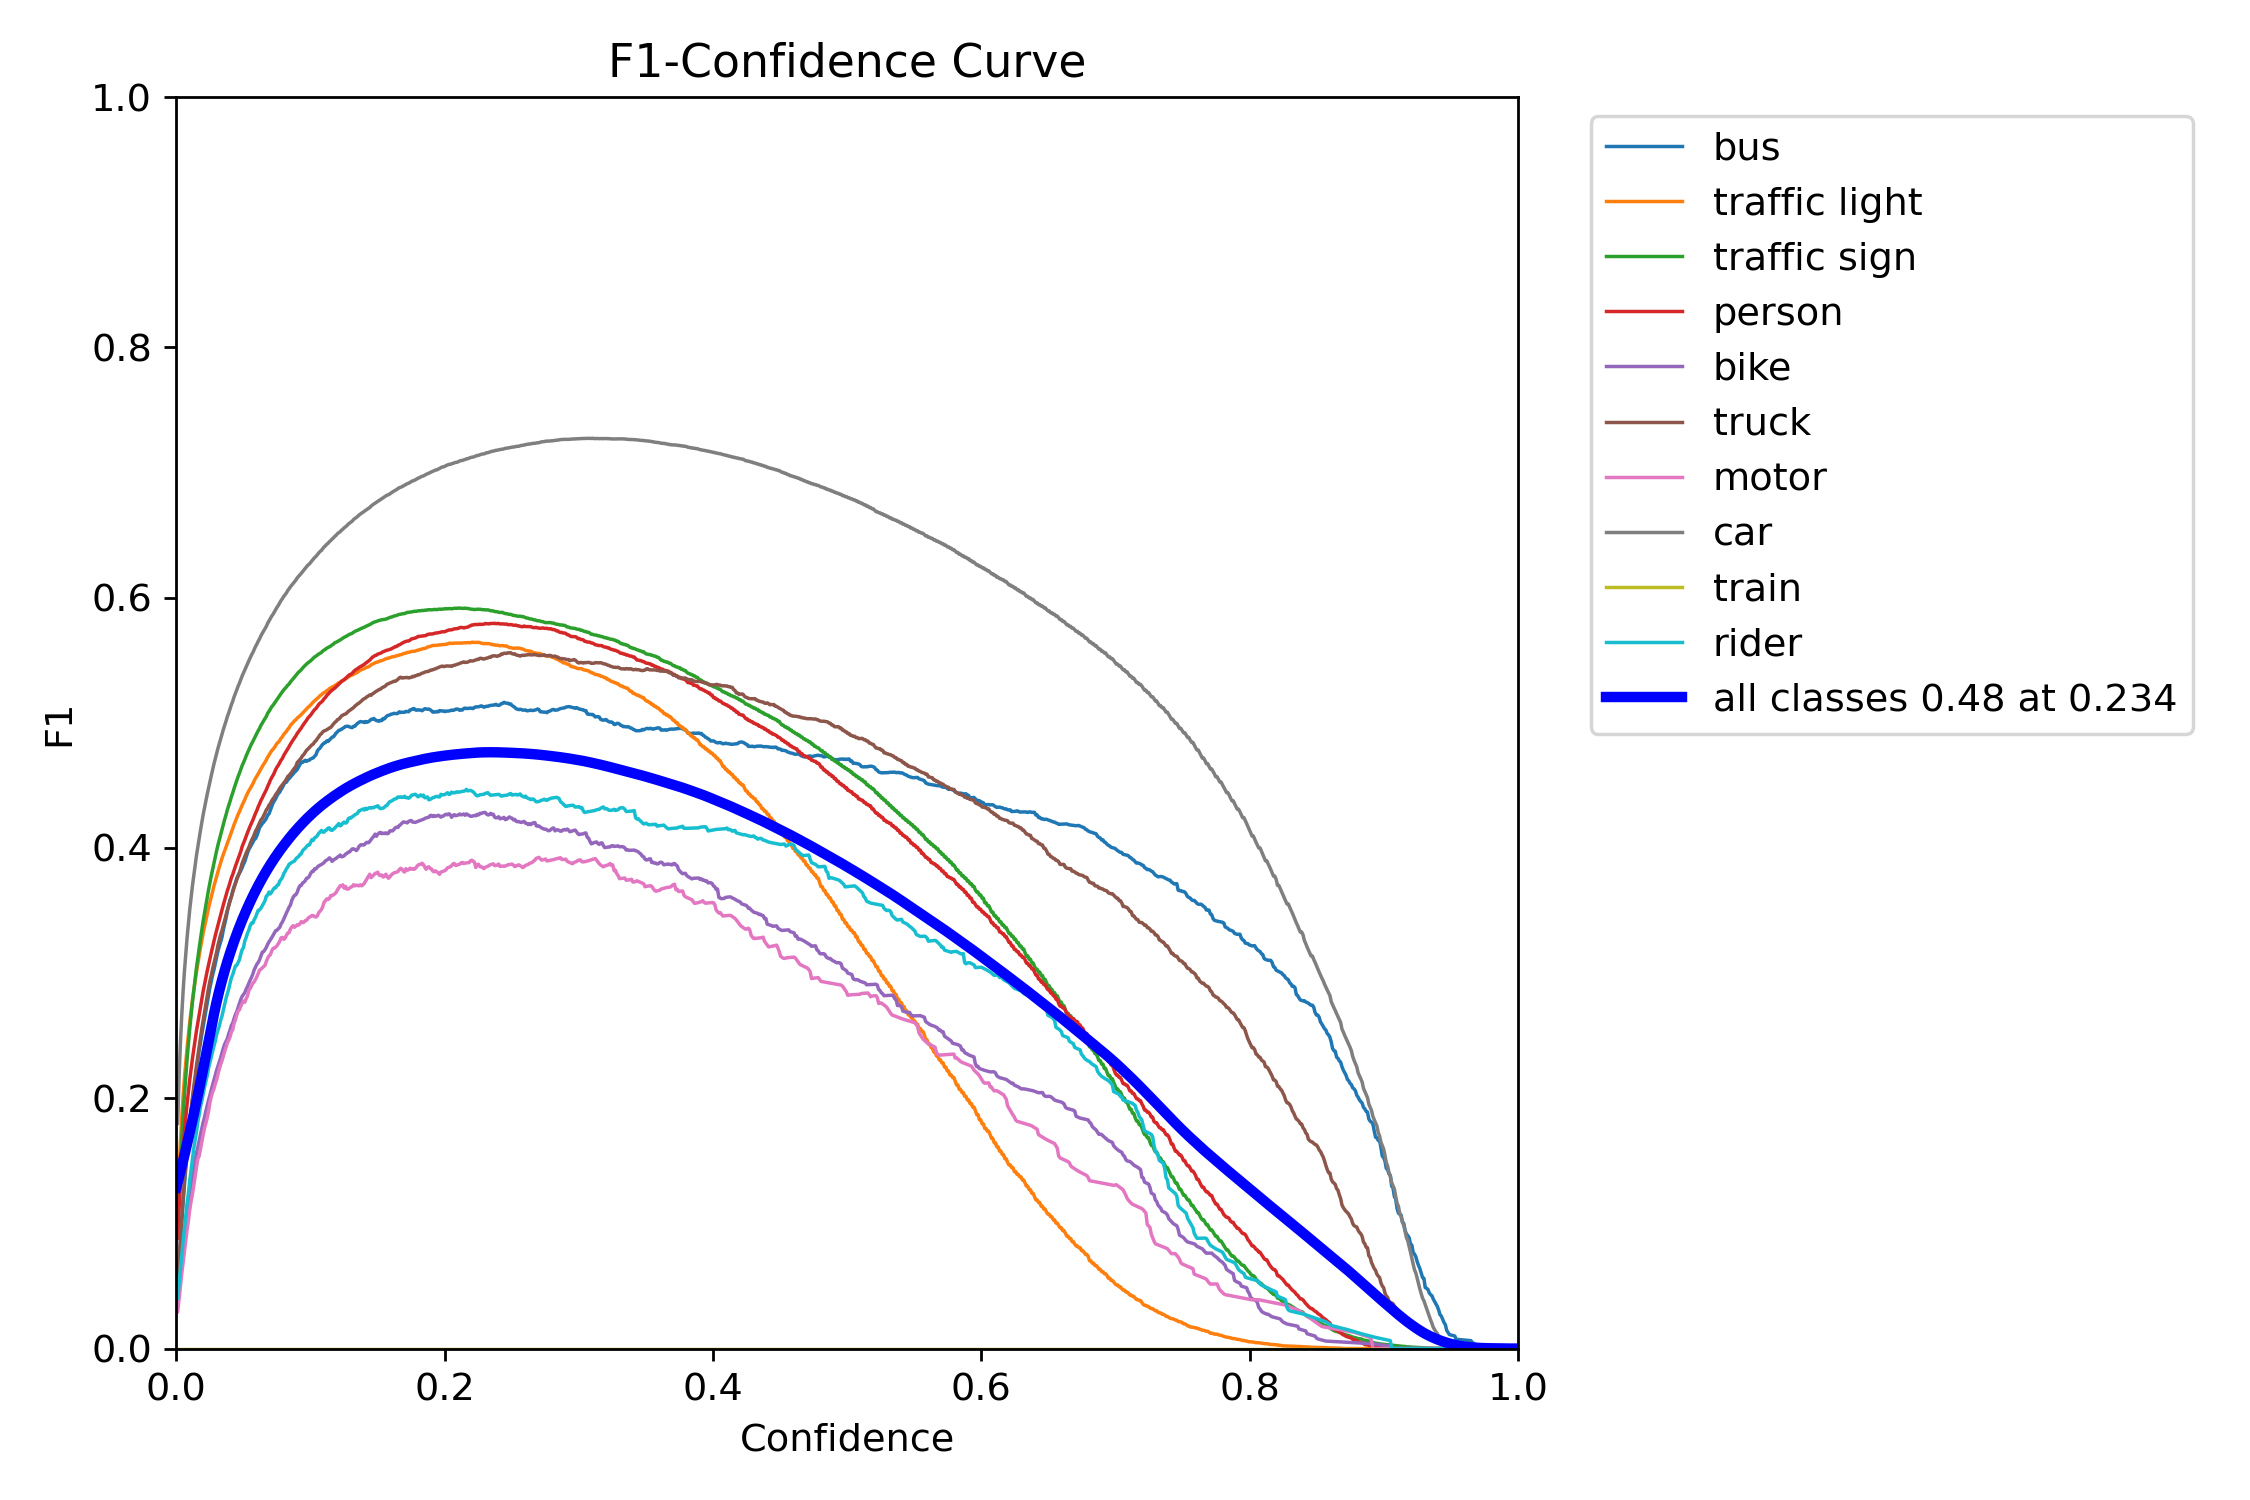 F1-Confidence Curve
1.0
0.8
0.6
0.4
0.2
0.0
F1
0.0 0.2 0.4 0.6 0.8 1.0
Confidence
bus
traffic light
traffic sign
person
bike
truck
motor
car
train
rider
all classes 0.48 at 0.234